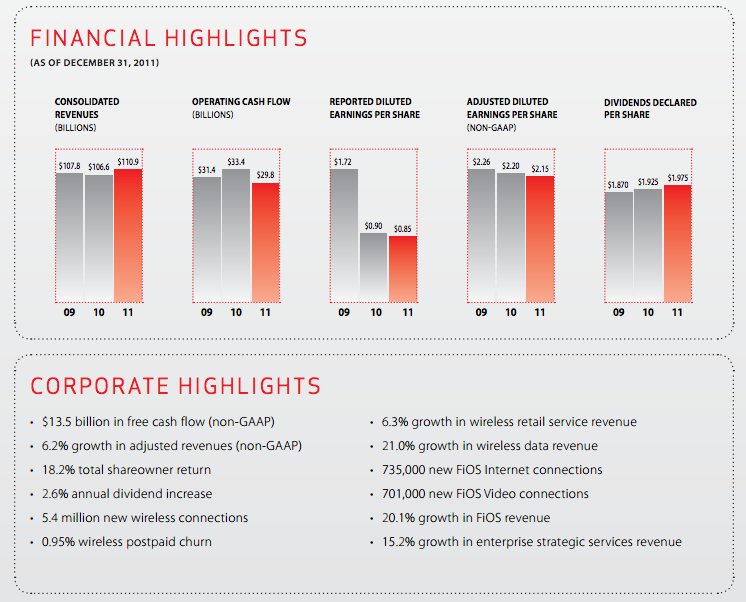 FINANCIAL HIGHLIGHTS
(AS OF DECEMBER 31, 2011)
CONSOLIDATED
REVENUES
(BILLIONS)
$107.8 $106.6 $110.9
09 10 11
OPERATING CASH FLOW
(BILLIONS)
$31.4 $33.4 $29.8
09 10 11
REPORTED DILUTED
EARNINGS PER SHARE
$1.72 $0.90 $0.85
09 10 11
ADJUSTED DILUTED
EARNINGS PER SHARE
(NON-GAAP)
$2.26 $2.20 $2.15
09 10 11
DIVIDENDS DECLARED
PER SHARE
$1.870 $1.925 $1.975
09 10 11
CORPORATE HIGHLIGHTS
• $13.5 billion in free cash flow (non-GAAP)
• 6.2% growth in adjusted revenues (non-GAAP)
• 18.2% total shareowner return
• 2.6% annual dividend increase
• 5.4 million new wireless connections
• 0.95% wireless postpaid churn
• 6.3% growth in wireless retail service revenue
• 21.0% growth in wireless data revenue
• 735,000 new FiOS Internet connections
• 701,000 new FiOS Video connections
• 20.1% growth in FiOS revenue
• 15.2% growth in enterprise strategic services revenue